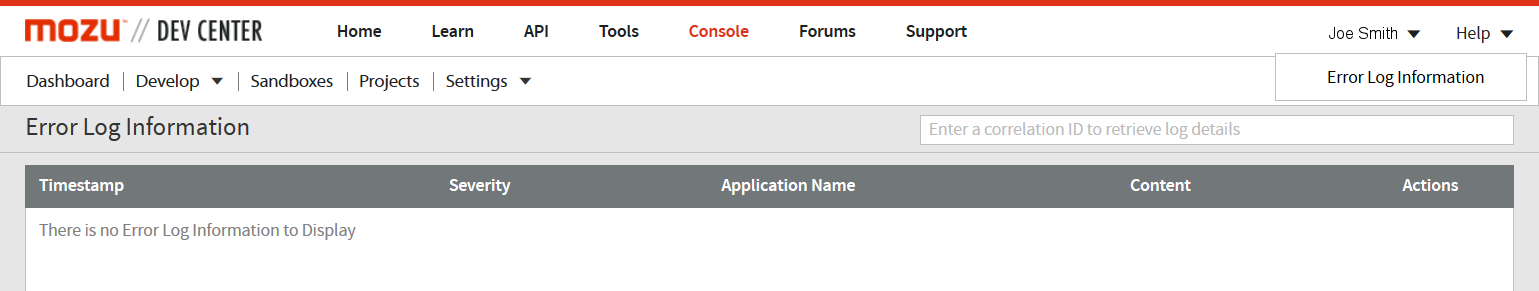 mozu™ // DEV CENTER Home Learn API Tools Console Forums Support Joe Smith Help
Dashboard Develop Sandboxes Projects Settings Error Log Information
Error Log Information Enter a correlation ID to retrieve log details
Timestamp Severity Application Name Content Actions
There is no Error Log Information to Display